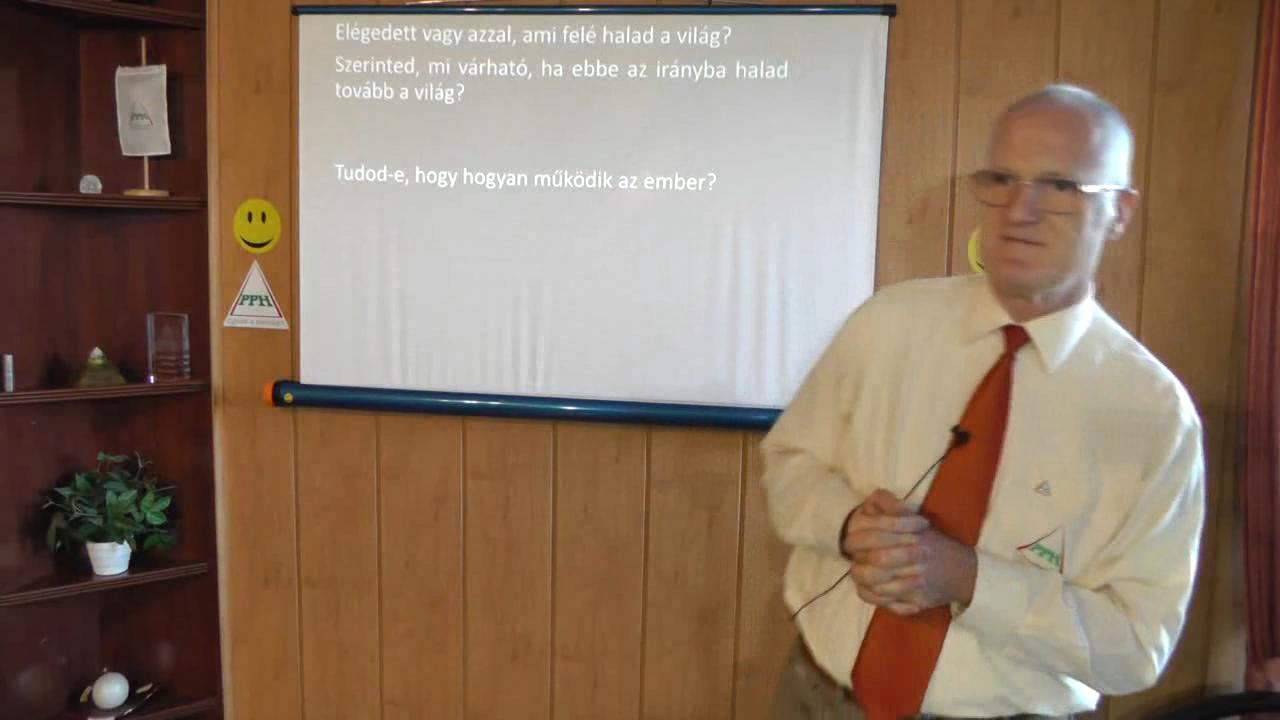 Elégedett vagy azzal, ami felé halad a világ?
Szerinted, mi várható, ha ebbe az irányba halad
tovább a világ?
Tudod-e, hogy hogyan működik az ember?
PPH
PPH
PPH